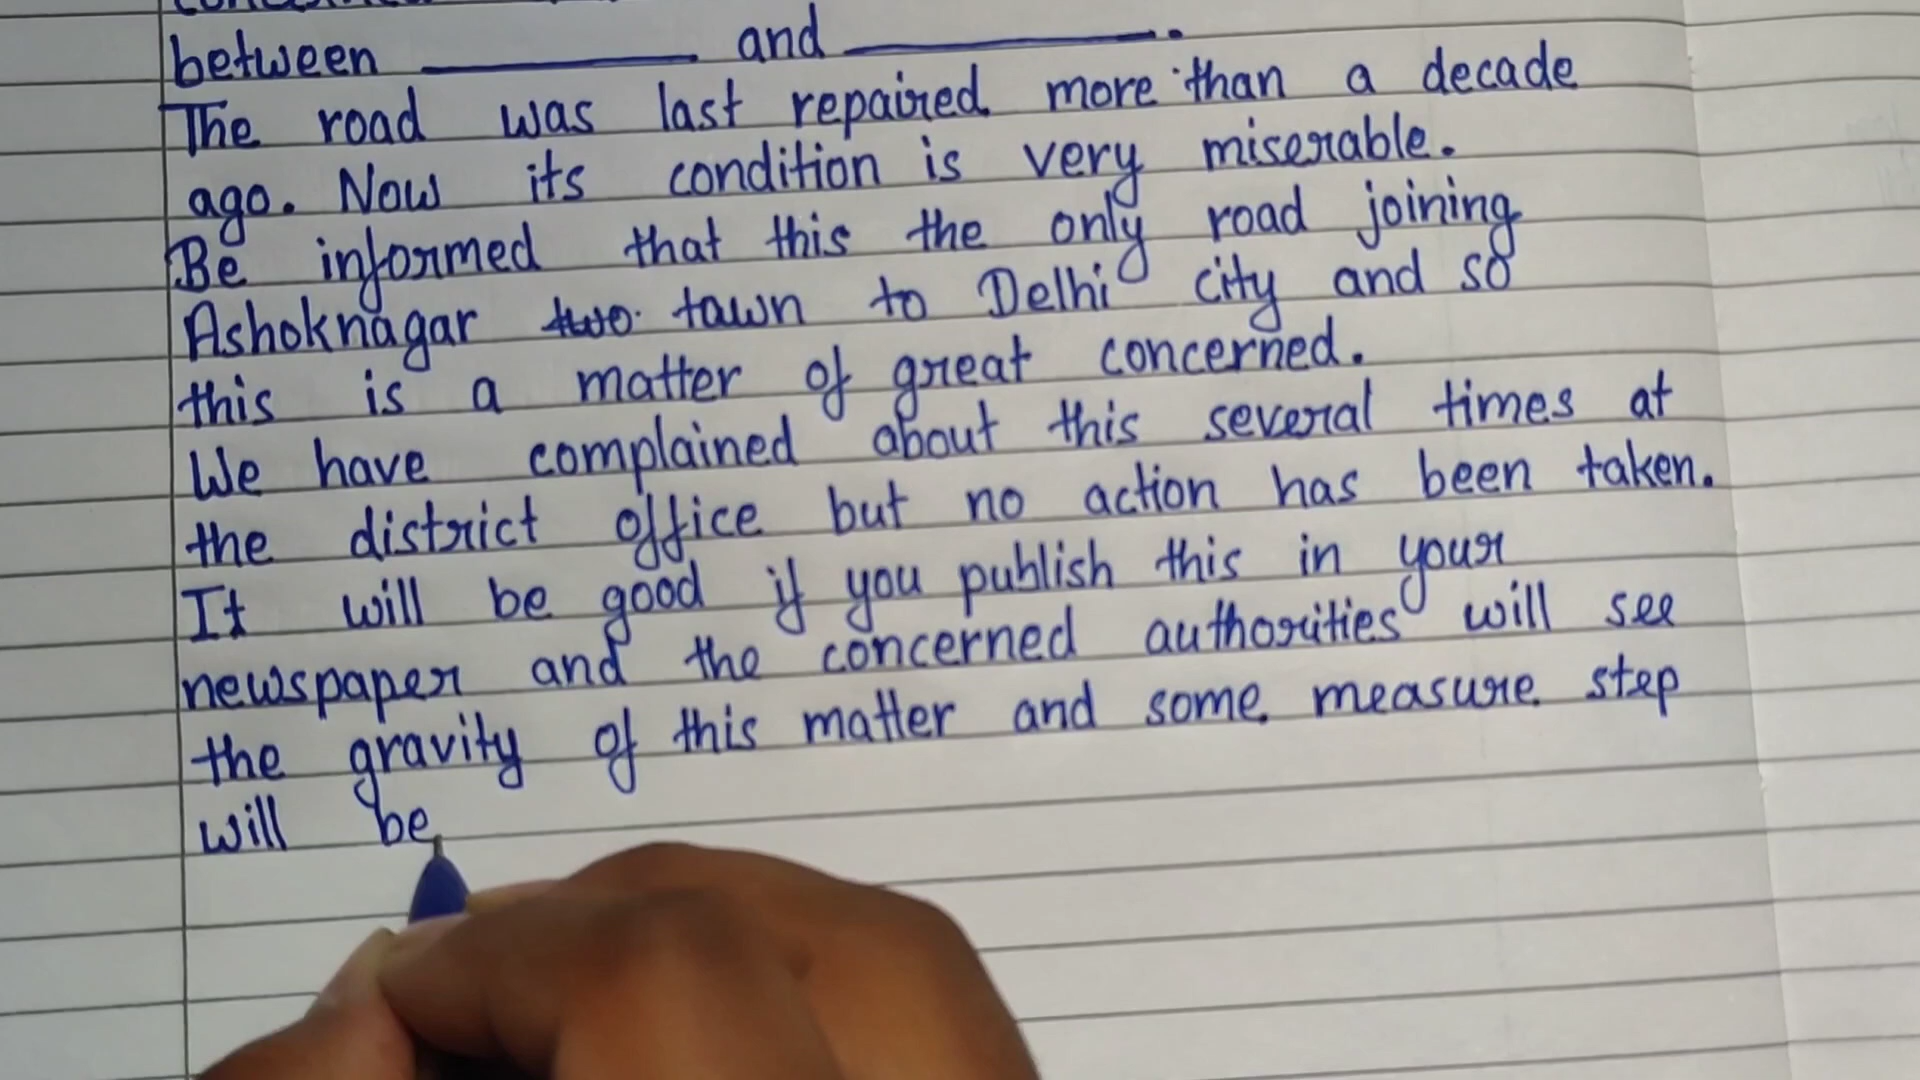 between ________ and ________.
The road was last repaired more than a decade
ago. Now its condition is very miserable.
Be informed that this the only road joining
Ashoknagar two tawn to Delhi city and so
this is a matter of great concerned.
We have complained about this several times at
the district office but no action has been taken.
It will be good if you publish this in your
newspaper and the concerned authorities will see
the gravity of this matter and some measure step
will be